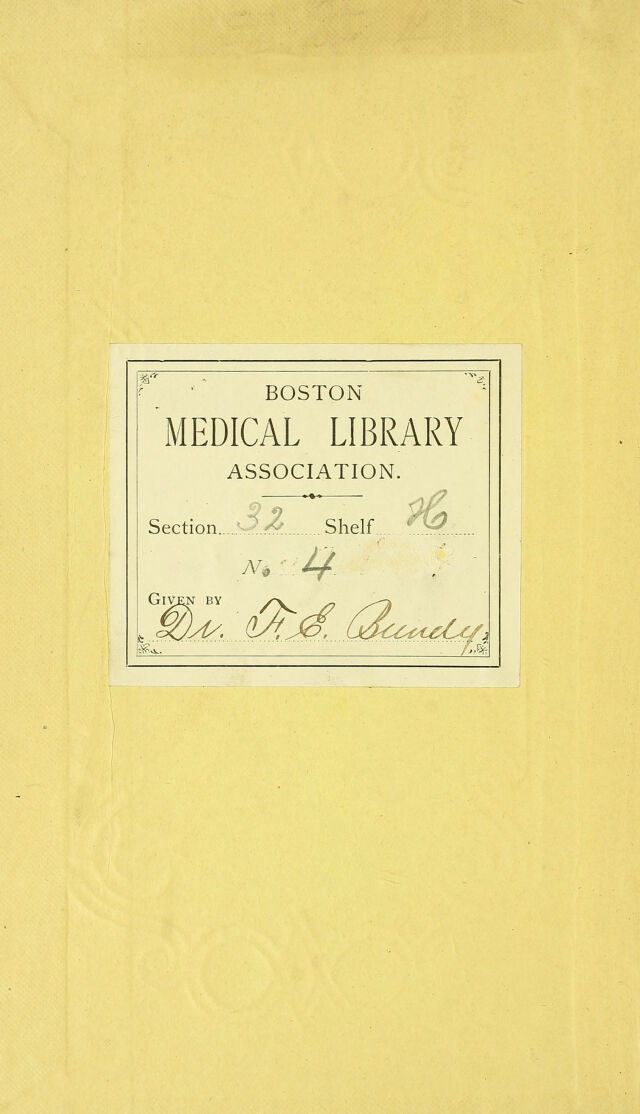 BOSTON
MEDICAL LIBRARY
ASSOCIATION.
Section 32 Shelf H
No 4
GIVEN BY
Dr. F. E. Bundy